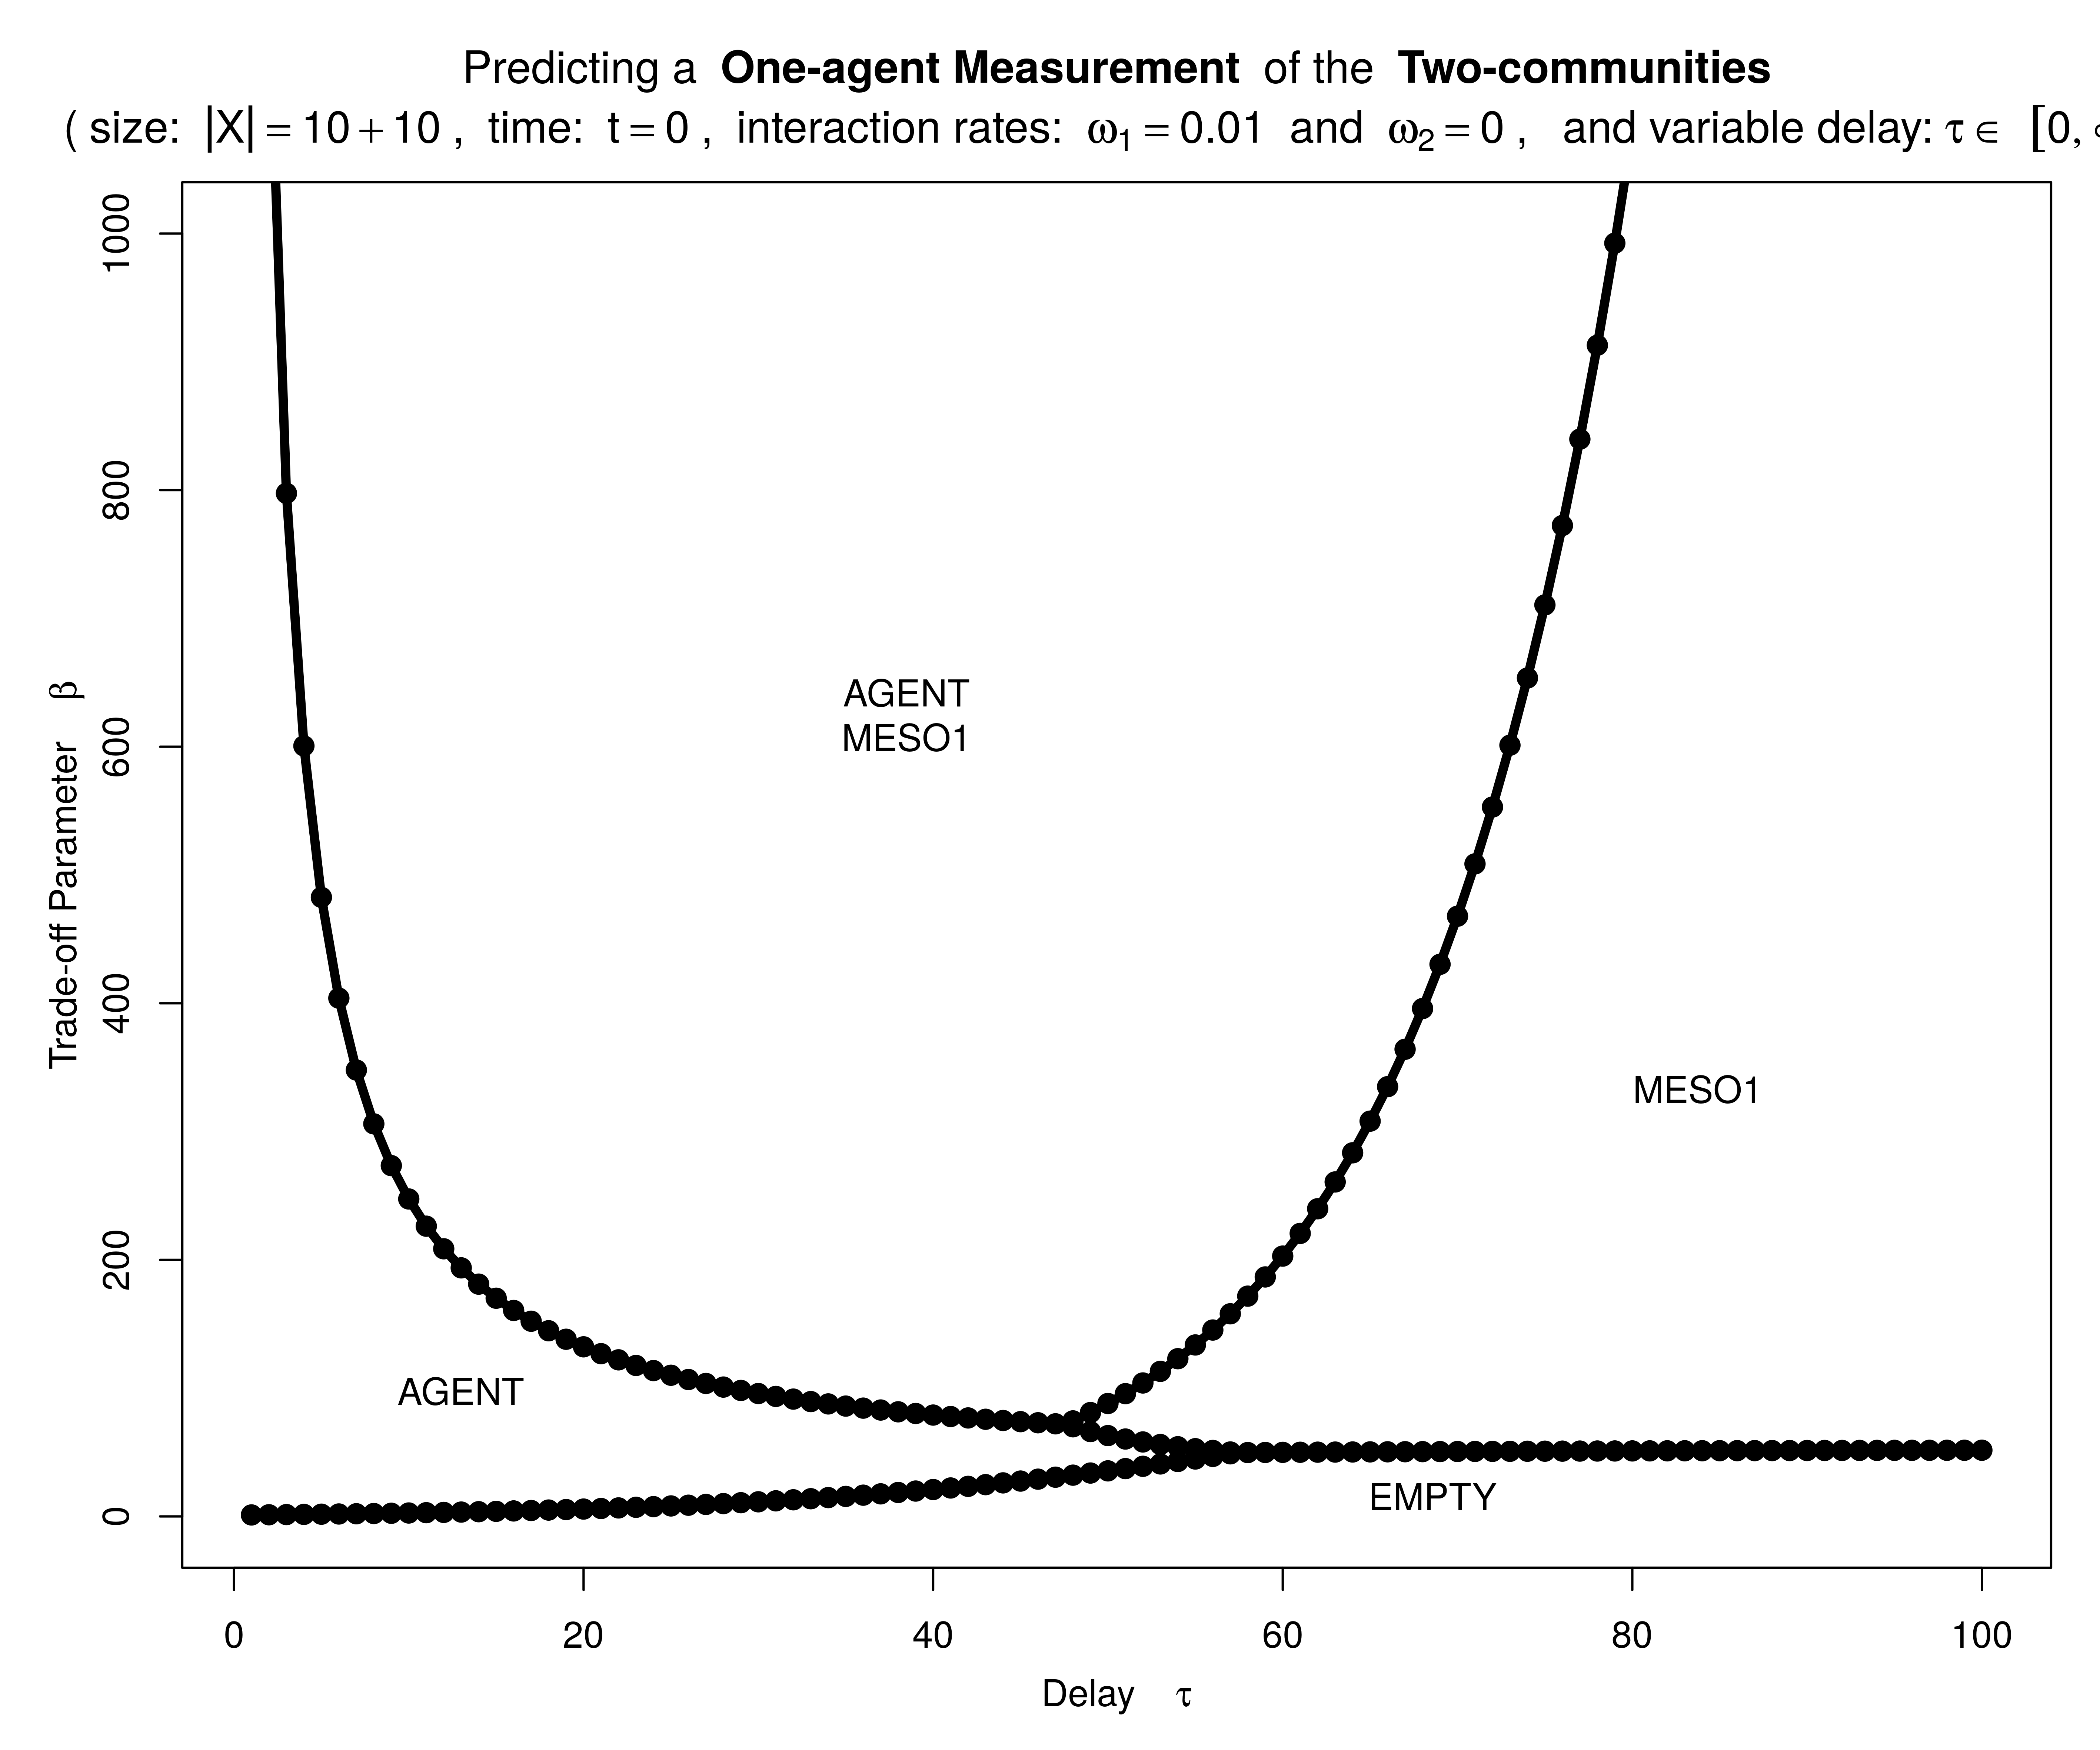 Predicting a One-agent Measurement of the Two-communities
( size: |X| = 10 + 10 , time: t = 0 , interaction rates: ω1 = 0.01 and ω2 = 0 , and variable delay: τ ∈ [0,
1000
800
600
400
200
0
Trade-off Parameter β
AGENT
MESO1
MESO1
AGENT
EMPTY
0 20 40 60 80 100
Delay τ